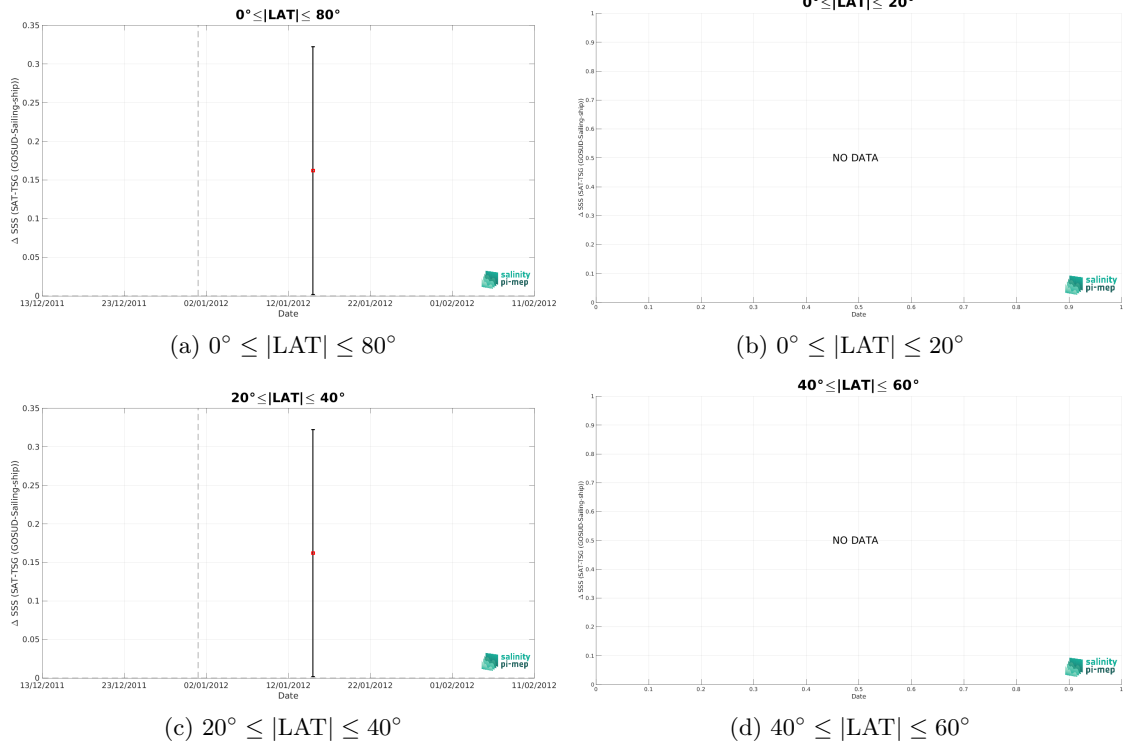 0°≤|LAT|≤ 80°
0.35
0.3
0.25
0.2
0.15
0.1
0.05
0
Δ SSS (SAT-TSG (GOSUD-Sailing-ship))
13/12/2011 23/12/2011 02/01/2012 12/01/2012 22/01/2012 01/02/2012 11/02/2012
Date
salinity
pi-mep
(a) 0° ≤ |LAT| ≤ 80°
0°≤|LAT|≤ 20°
1
0.9
0.8
0.7
0.6
0.5
0.4
0.3
0.2
0.1
0
Δ SSS (SAT-TSG (GOSUD-Sailing-ship))
NO DATA
0 0.1 0.2 0.3 0.4 0.5 0.6 0.7 0.8 0.9 1
Date
salinity
pi-mep
(b) 0° ≤ |LAT| ≤ 20°
20°≤|LAT|≤ 40°
0.35
0.3
0.25
0.2
0.15
0.1
0.05
0
Δ SSS (SAT-TSG (GOSUD-Sailing-ship))
13/12/2011 23/12/2011 02/01/2012 12/01/2012 22/01/2012 01/02/2012 11/02/2012
Date
salinity
pi-mep
(c) 20° ≤ |LAT| ≤ 40°
40°≤|LAT|≤ 60°
1
0.9
0.8
0.7
0.6
0.5
0.4
0.3
0.2
0.1
0
Δ SSS (SAT-TSG (GOSUD-Sailing-ship))
NO DATA
0 0.1 0.2 0.3 0.4 0.5 0.6 0.7 0.8 0.9 1
Date
salinity
pi-mep
(d) 40° ≤ |LAT| ≤ 60°